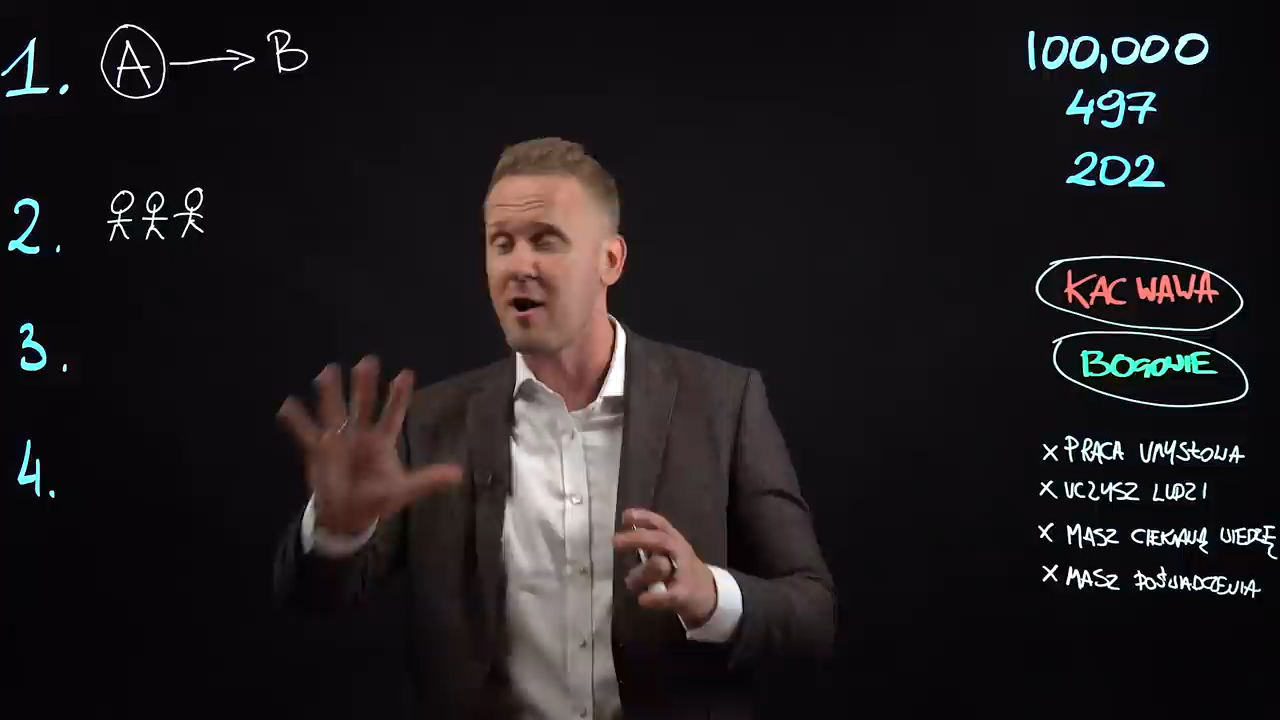 1. A → B
2.
3.
4.
100,000
497
202
KAC WAWA
BOGOWIE
× PRACA UMYSŁOWA
× UCZYSZ LUDZI
× MASZ CIEKAWĄ WIEDZĘ
× MASZ DOŚWIADCZENIA